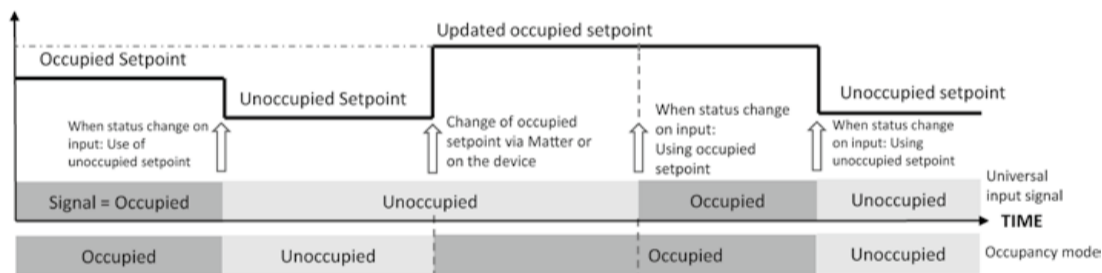 Updated occupied setpoint
Occupied Setpoint
Unoccupied Setpoint
Unoccupied setpoint
When status change on
input: Use of
unoccupied setpoint
Change of occupied
setpoint via Matter or
on the device
When status change
on input:
Using occupied
setpoint
When status change
on input: Using
unoccupied setpoint
Signal = Occupied
Unoccupied
Occupied
Unoccupied
Universal
input signal
TIME
Occupied
Unoccupied
Occupied
Unoccupied
Occupancy mode